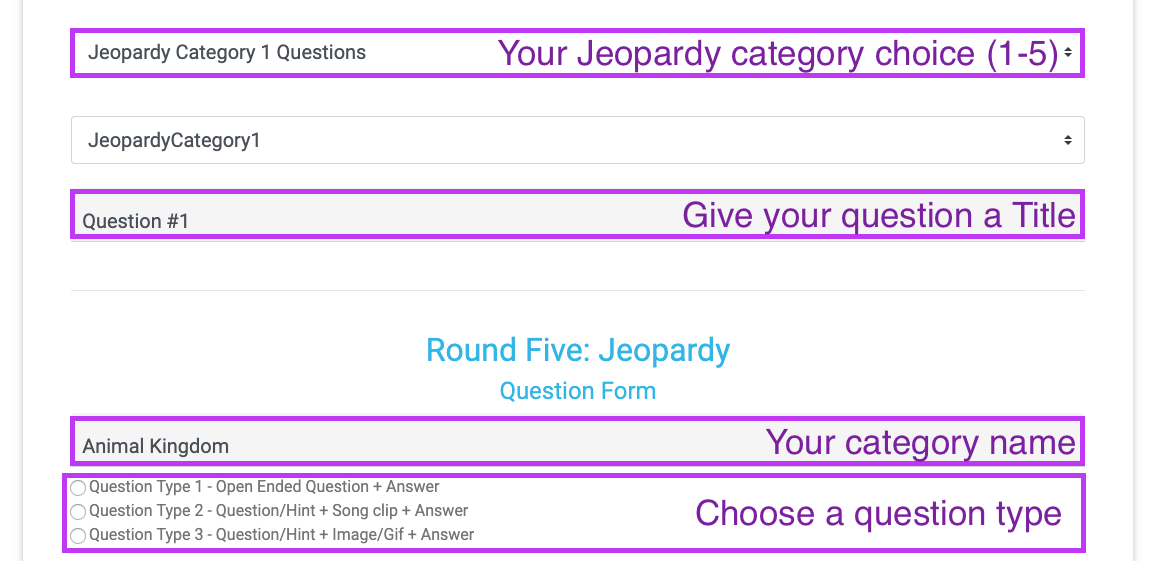 Jeopardy Category 1 Questions Your Jeopardy category choice (1-5)
JeopardyCategory1
Question #1 Give your question a Title
Round Five: Jeopardy
Question Form
Animal Kingdom Your category name
Question Type 1 - Open Ended Question + Answer
Question Type 2 - Question/Hint + Song clip + Answer
Choose a question type
Question Type 3 - Question/Hint + Image/Gif + Answer